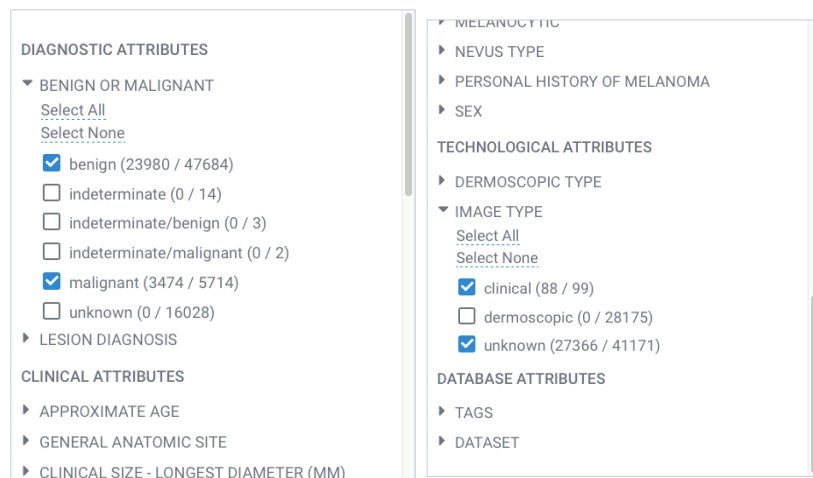 DIAGNOSTIC ATTRIBUTES
BENIGN OR MALIGNANT
Select All
Select None
benign (23980 / 47684)
indeterminate (0 / 14)
indeterminate/benign (0 / 3)
indeterminate/malignant (0 / 2)
malignant (3474 / 5714)
unknown (0 / 16028)
LESION DIAGNOSIS
CLINICAL ATTRIBUTES
APPROXIMATE AGE
GENERAL ANATOMIC SITE
CLINICAL SIZE - LONGEST DIAMETER (MM)
MELANOCYTIC
NEVUS TYPE
PERSONAL HISTORY OF MELANOMA
SEX
TECHNOLOGICAL ATTRIBUTES
DERMOSCOPIC TYPE
IMAGE TYPE
Select All
Select None
clinical (88 / 99)
dermoscopic (0 / 28175)
unknown (27366 / 41171)
DATABASE ATTRIBUTES
TAGS
DATASET